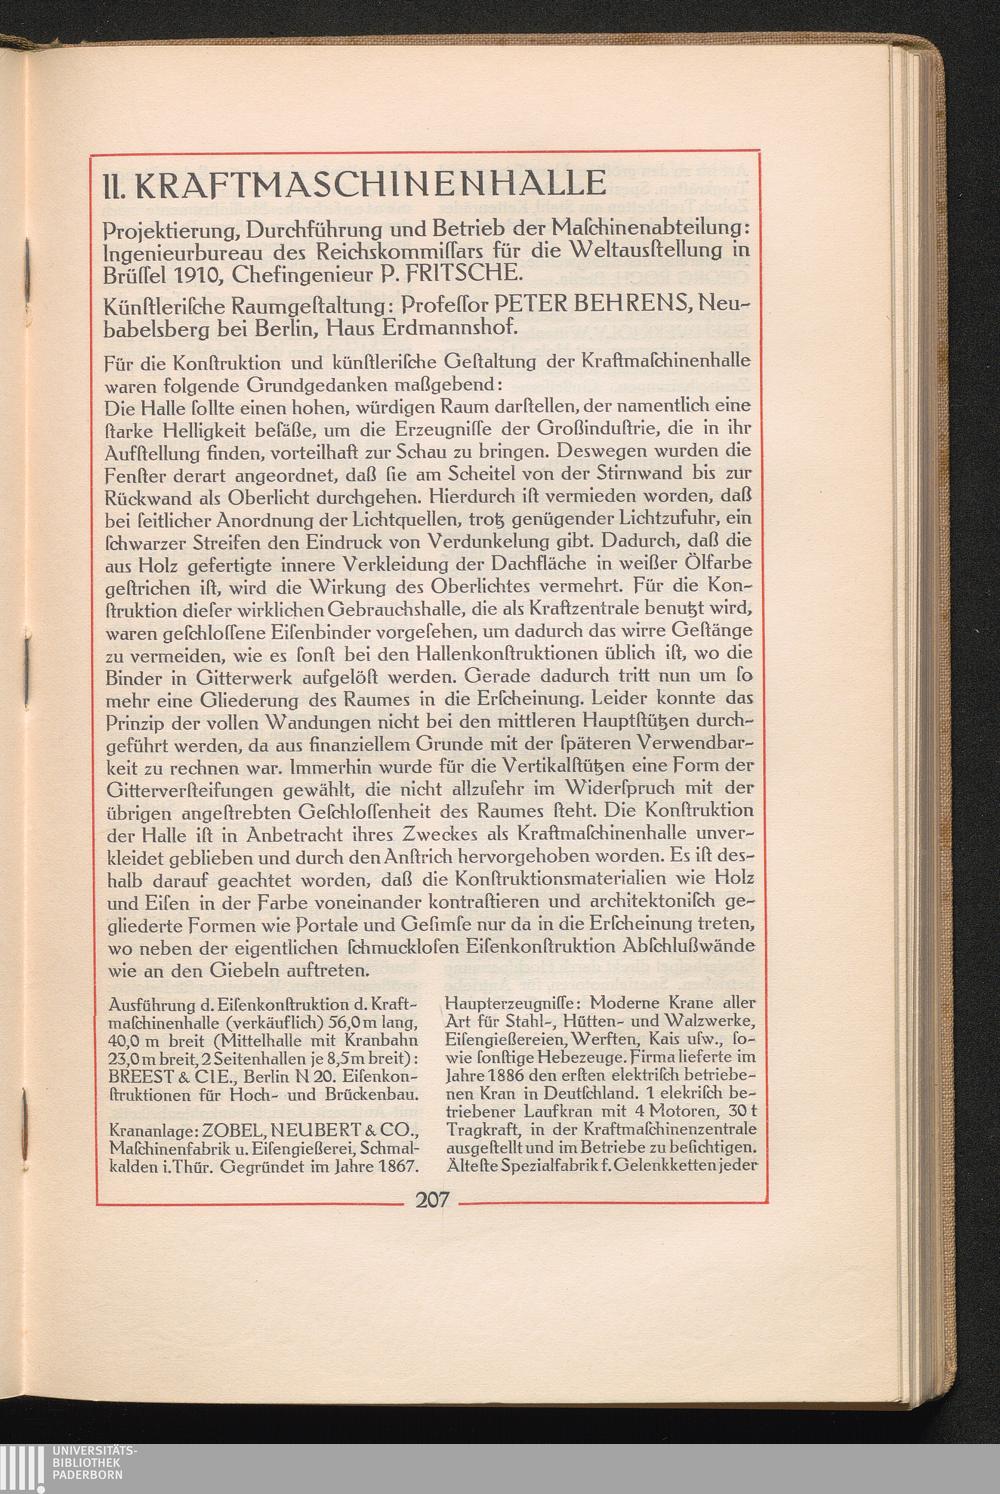 II. KRAFTMASCHINENHALLE
Projektierung, Durchführung und Betrieb der Maſchinenabteilung:
Ingenieurbureau des Reichskommiſſars für die Weltausſtellung in
Brüſſel 1910, Chefingenieur P. FRITSCHE.
Künſtleriſche Raumgeſtaltung: Profeſſor PETER BEHRENS, Neu-
babelsberg bei Berlin, Haus Erdmannshof.
Für die Konſtruktion und künſtleriſche Geſtaltung der Kraftmaſchinenhalle
waren folgende Grundgedanken maßgebend:
Die Halle ſollte einen hohen, würdigen Raum darſtellen, der namentlich eine
ſtarke Helligkeit beſäße, um die Erzeugniſſe der Großinduſtrie, die in ihr
Aufſtellung finden, vorteilhaft zur Schau zu bringen. Deswegen wurden die
Fenſter derart angeordnet, daß ſie am Scheitel von der Stirnwand bis zur
Rückwand als Oberlicht durchgehen. Hierdurch iſt vermieden worden, daß
bei ſeitlicher Anordnung der Lichtquellen, trotz genügender Lichtzufuhr, ein
ſchwarzer Streifen den Eindruck von Verdunkelung gibt. Dadurch, daß die
aus Holz gefertigte innere Verkleidung der Dachfläche in weißer Ölfarbe
geſtrichen iſt, wird die Wirkung des Oberlichtes vermehrt. Für die Kon-
ſtruktion dieſer wirklichen Gebrauchshalle, die als Kraftzentrale benutzt wird,
waren geſchloſſene Eiſenbinder vorgeſehen, um dadurch das wirre Geſtänge
zu vermeiden, wie es ſonſt bei den Hallenkonſtruktionen üblich iſt, wo die
Binder in Gitterwerk aufgelöſt werden. Gerade dadurch tritt nun um ſo
mehr eine Gliederung des Raumes in die Erſcheinung. Leider konnte das
Prinzip der vollen Wandungen nicht bei den mittleren Hauptſtützen durch-
geführt werden, da aus finanziellem Grunde mit der ſpäteren Verwendbar-
keit zu rechnen war. Immerhin wurde für die Vertikalſtützen eine Form der
Gitterverſteifungen gewählt, die nicht allzuſehr im Widerſpruch mit der
übrigen angeſtrebten Geſchloſſenheit des Raumes ſteht. Die Konſtruktion
der Halle iſt in Anbetracht ihres Zweckes als Kraftmaſchinenhalle unver-
kleidet geblieben und durch den Anſtrich hervorgehoben worden. Es iſt des-
halb darauf geachtet worden, daß die Konſtruktionsmaterialien wie Holz
und Eiſen in der Farbe voneinander kontraſtieren und architektoniſch ge-
gliederte Formen wie Portale und Geſimſe nur da in die Erſcheinung treten,
wo neben der eigentlichen ſchmuckloſen Eiſenkonſtruktion Abſchlußwände
wie an den Giebeln auftreten.
Ausführung d. Eiſenkonſtruktion d. Kraft-
maſchinenhalle (verkäuflich) 56,0 m lang,
40,0 m breit (Mittelhalle mit Kranbahn
23,0 m breit, 2 Seitenhallen je 8,5 m breit):
BREEST & CIE., Berlin N 20. Eiſenkon-
ſtruktionen für Hoch- und Brückenbau.
Krananlage: ZOBEL, NEUBERT & CO.,
Maſchinenfabrik u. Eiſengießerei, Schmal-
kalden i. Thür. Gegründet im Jahre 1867.
Haupterzeugniſſe: Moderne Krane aller
Art für Stahl-, Hütten- und Walzwerke,
Eiſengießereien, Werften, Kais uſw., ſo-
wie ſonſtige Hebezeuge. Firma lieferte im
Jahre 1886 den erſten elektriſch betriebe-
nen Kran in Deutſchland. 1 elekriſch be-
triebener Laufkran mit 4 Motoren, 30 t
Tragkraft, in der Kraftmaſchinenzentrale
ausgeſtellt und im Betriebe zu beſichtigen.
Älteſte Spezialfabrik f. Gelenkketten jeder
207
UNIVERSITÄTS-
BIBLIOTHEK
PADERBORN